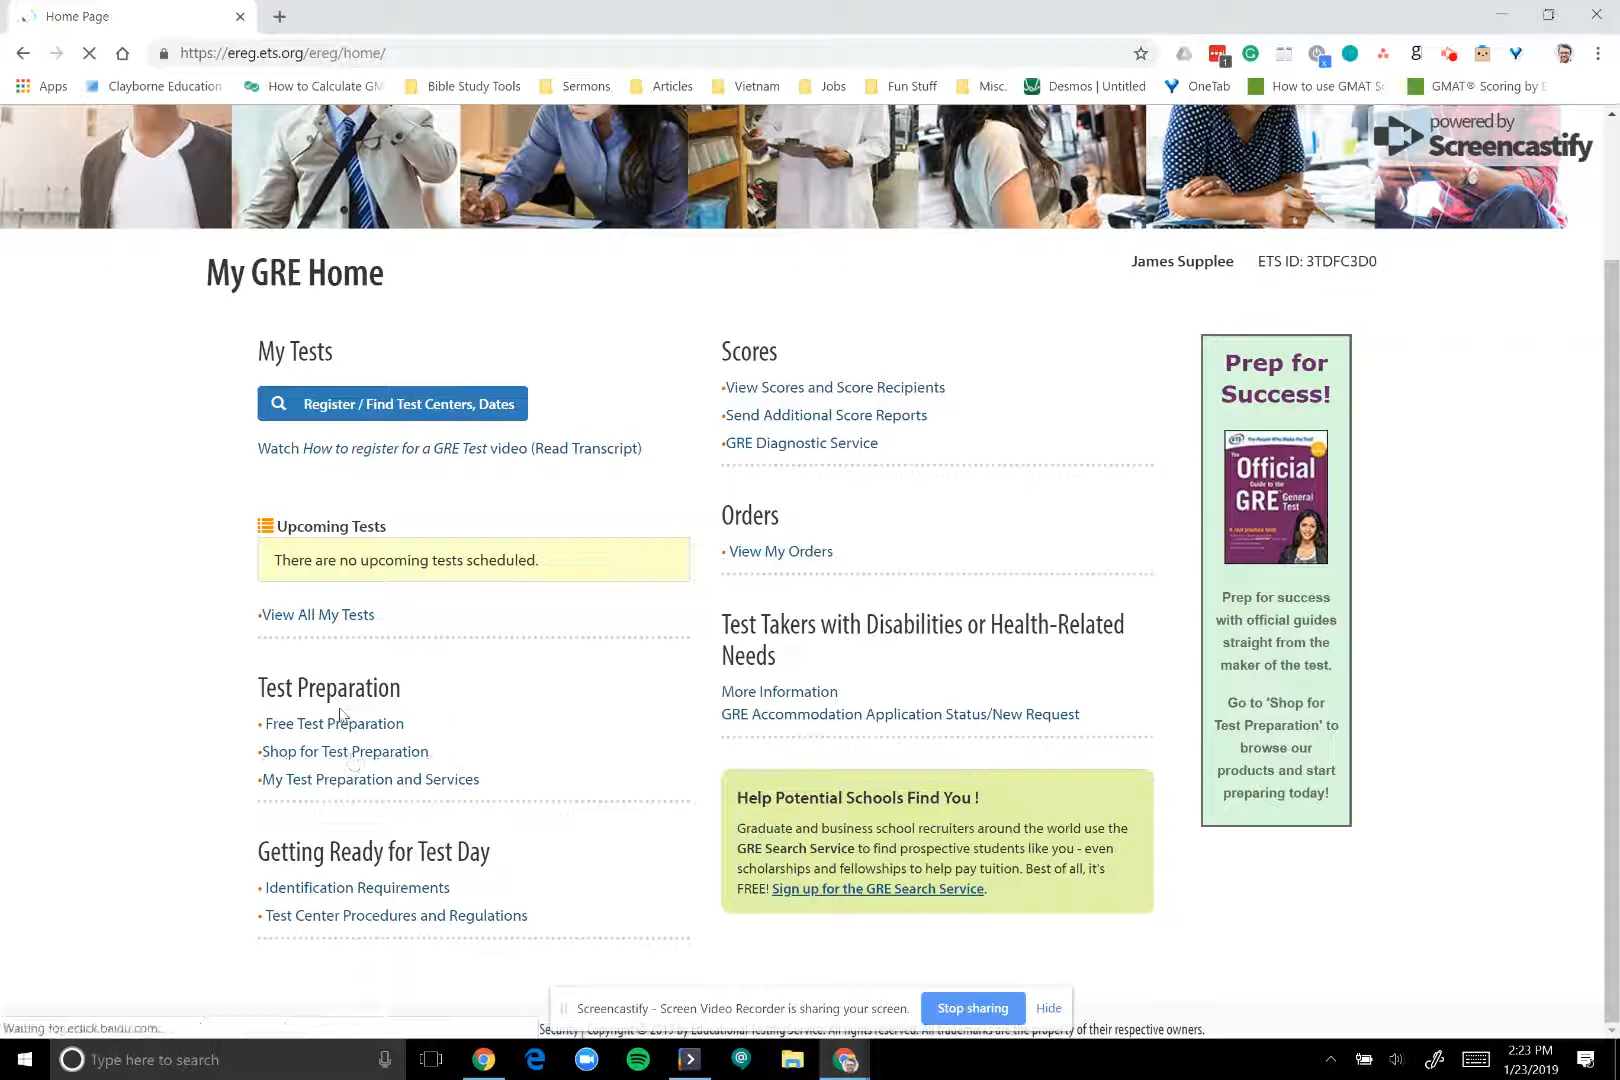 Home Page
https://ereg.ets.org/ereg/home/
1
x
g
Apps
Clayborne Education
How to Calculate GM
Bible Study Tools
Sermons
Articles
Vietnam
Jobs
Fun Stuff
Misc.
Desmos | Untitled
OneTab
How to use GMAT Sc
GMAT® Scoring by E
powered by
Screencastify
My GRE Home
James Supplee ETS ID: 3TDFC3D0
My Tests
Register / Find Test Centers, Dates
Watch How to register for a GRE Test video (Read Transcript)
Upcoming Tests
There are no upcoming tests scheduled.
•View All My Tests
Test Preparation
• Free Test Preparation
•Shop for Test Preparation
•My Test Preparation and Services
Getting Ready for Test Day
• Identification Requirements
• Test Center Procedures and Regulations
Scores
•View Scores and Score Recipients
•Send Additional Score Reports
•GRE Diagnostic Service
Orders
• View My Orders
Test Takers with Disabilities or Health-Related
Needs
More Information
GRE Accommodation Application Status/New Request
Help Potential Schools Find You !
Graduate and business school recruiters around the world use the
GRE Search Service to find prospective students like you - even
scholarships and fellowships to help pay tuition. Best of all, it's
FREE! Sign up for the GRE Search Service.
Prep for
Success!
The
Official
Guide to the
GRE General
Test
Prep for success
with official guides
straight from the
maker of the test.
Go to 'Shop for
Test Preparation' to
browse our
products and start
preparing today!
Screencastify - Screen Video Recorder is sharing your screen.
Stop sharing
Hide
Waiting for eclick.baidu.com...
Security Copyright © 2019 by Educational Testing Service. All rights reserved. All trademarks are the property of their respective owners.
Type here to search
2:23 PM
1/23/2019